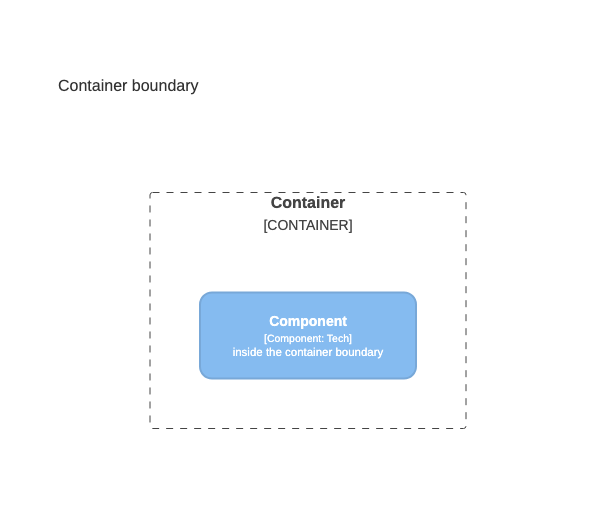 Container boundary
Container
[CONTAINER]
Component
[Component: Tech]
inside the container boundary